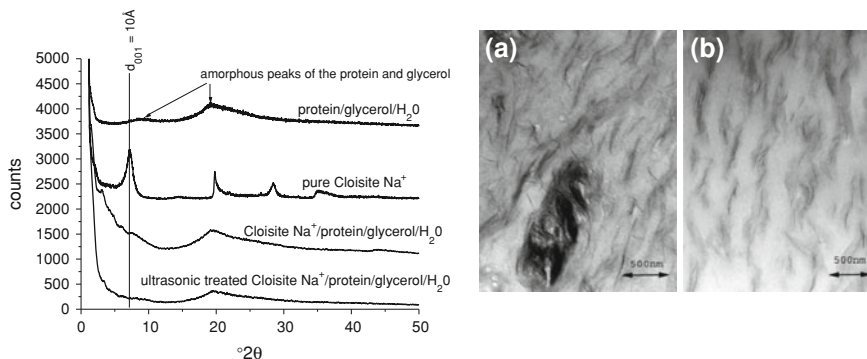 d001 = 10Å
5000
4500
4000
3500
3000
2500
2000
1500
1000
500
0
counts
amorphous peaks of the protein and glycerol
protein/glycerol/H20
pure Cloisite Na+
Cloisite Na+/protein/glycerol/H20
ultrasonic treated Cloisite Na+/protein/glycerol/H20
0 10 20 30 40 50
°2θ
(a)
500nm
(b)
500nm